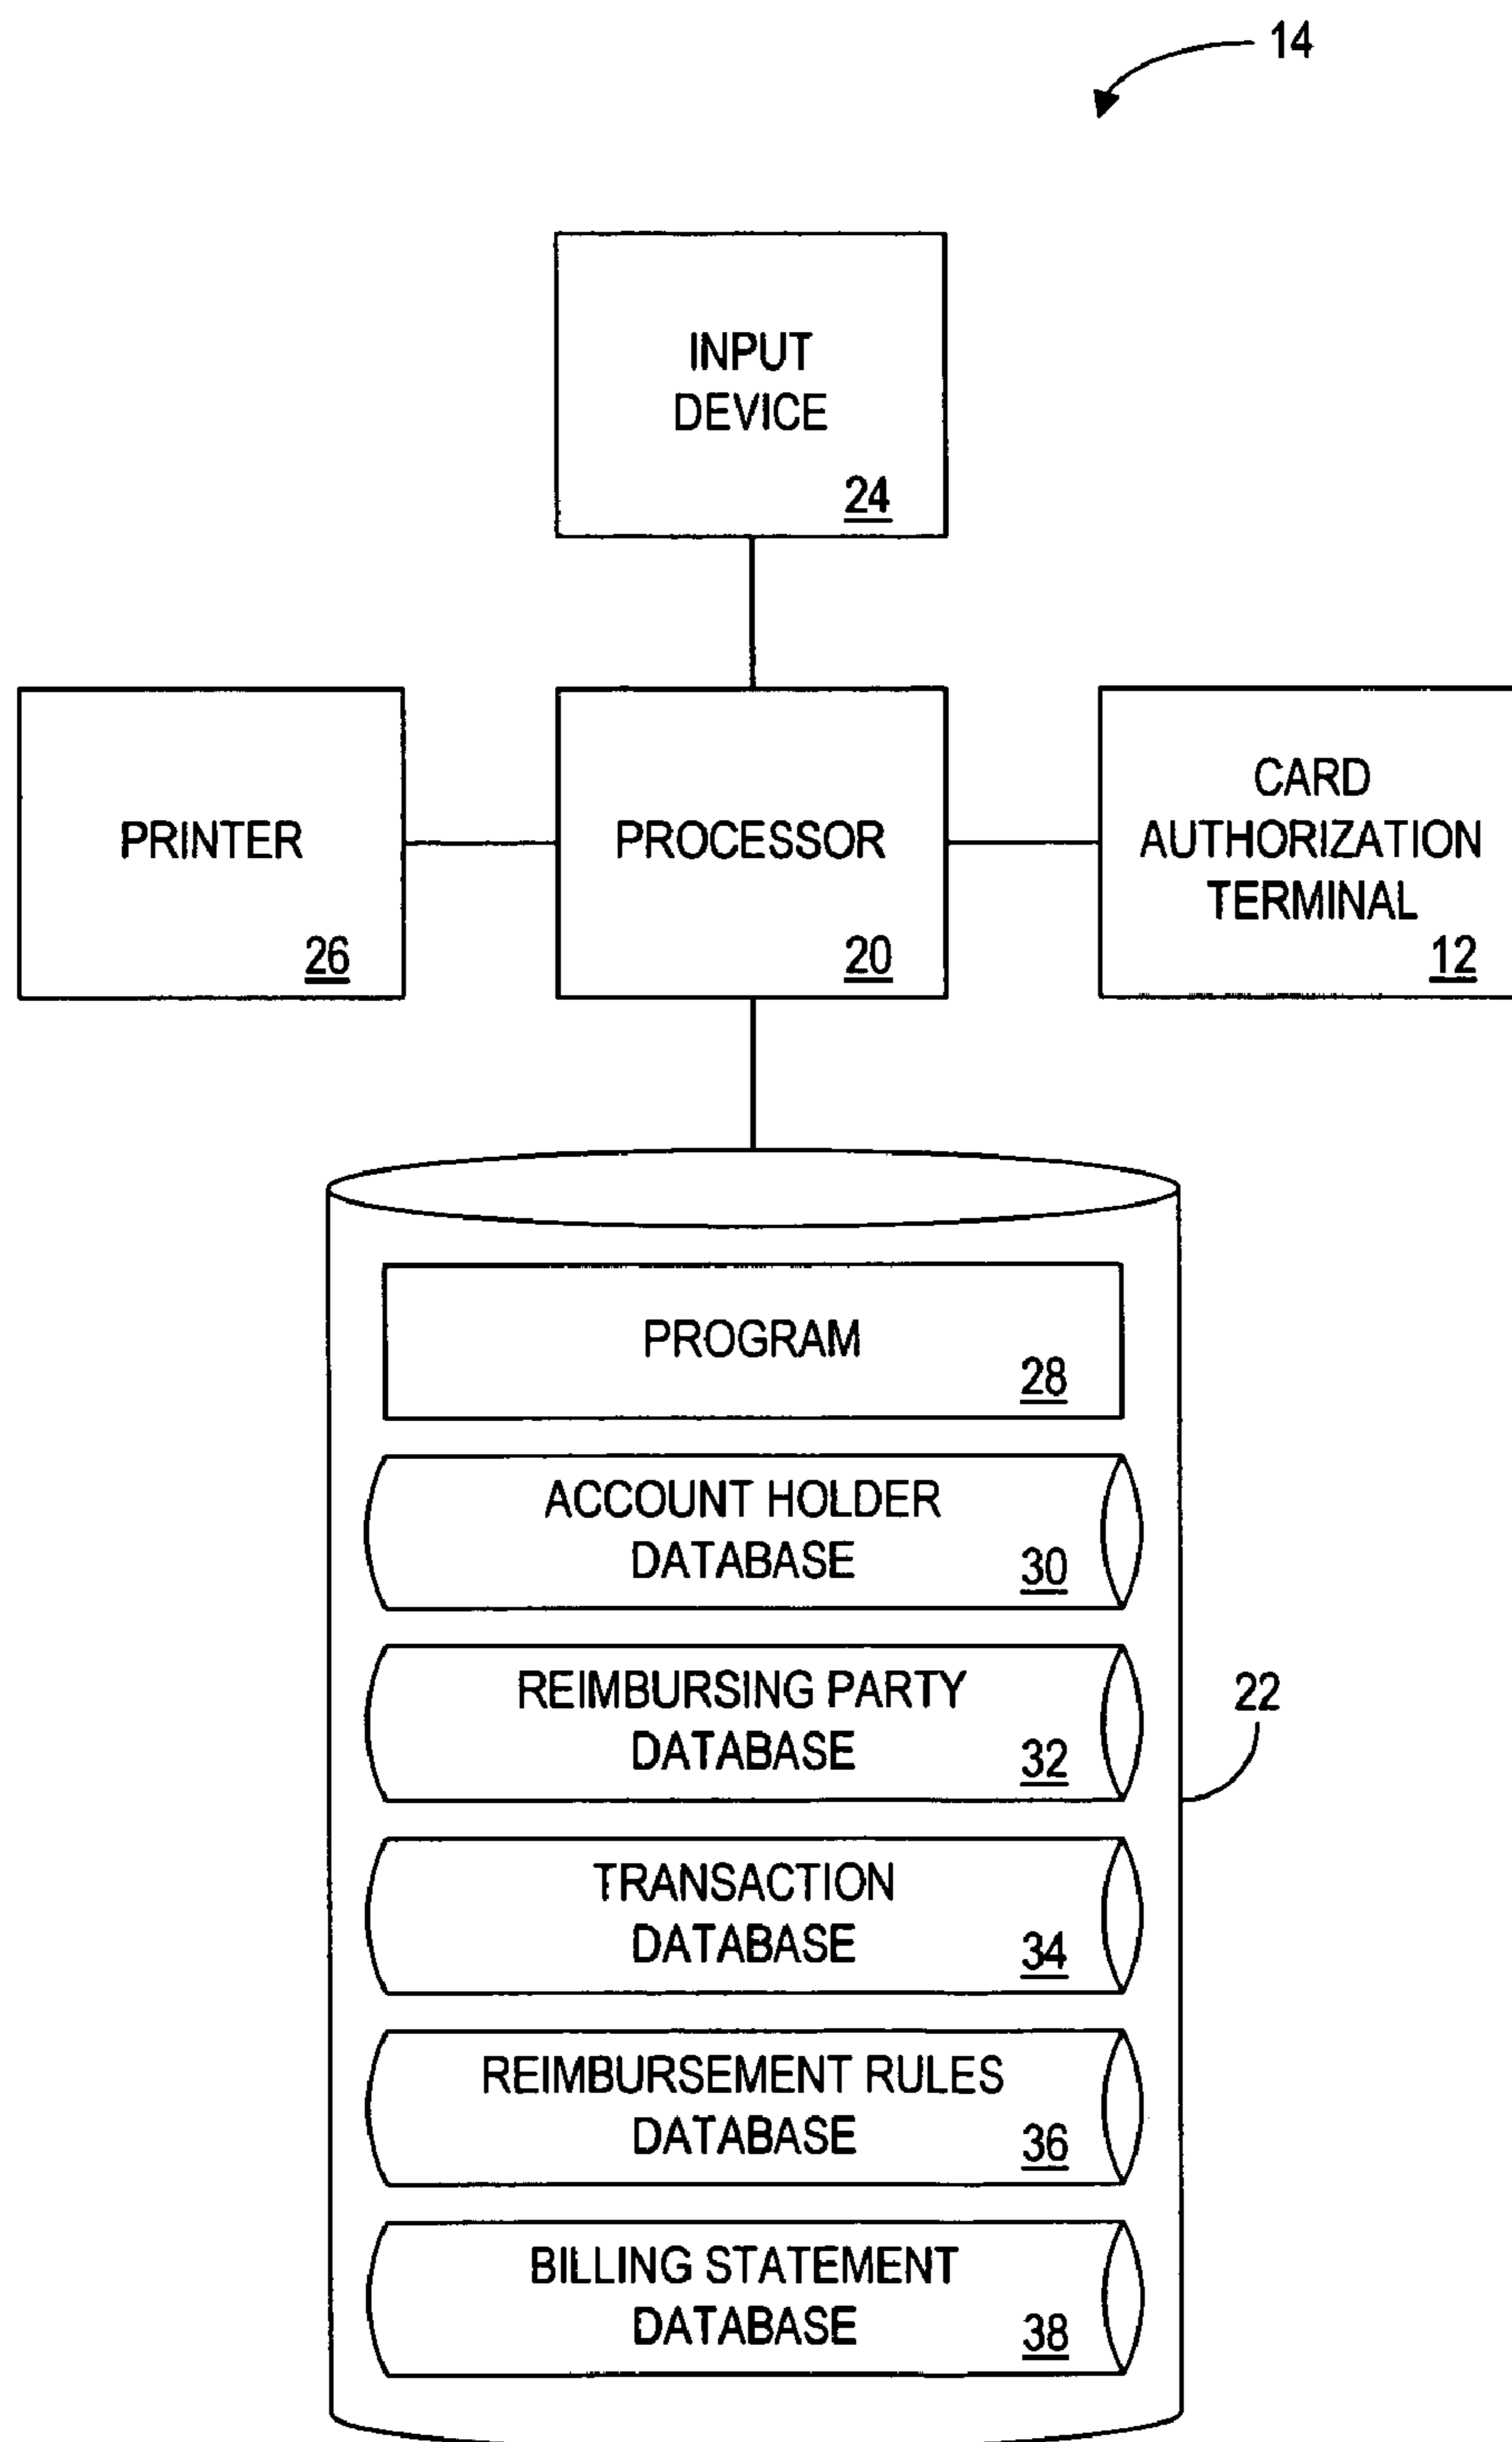 14
INPUT
DEVICE
24
PRINTER
26
PROCESSOR
20
CARD
AUTHORIZATION
TERMINAL
12
PROGRAM
28
ACCOUNT HOLDER
DATABASE
30
REIMBURSING PARTY
DATABASE
32
22
TRANSACTION
DATABASE
34
REIMBURSEMENT RULES
DATABASE
36
BILLING STATEMENT
DATABASE
38